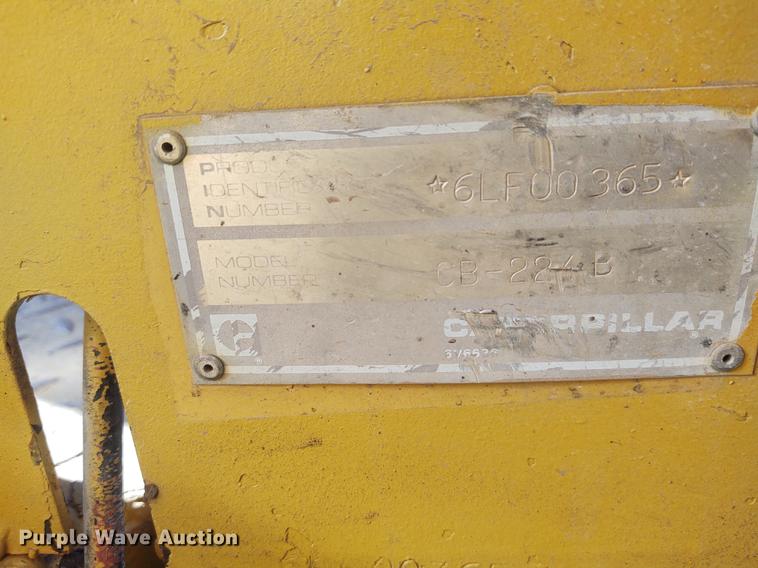 PRODUCT
IDENTIFICATION
NUMBER
★6LF00365★
MODEL
NUMBER
CB-224B
CATERPILLAR
®
Purple Wave Auction®